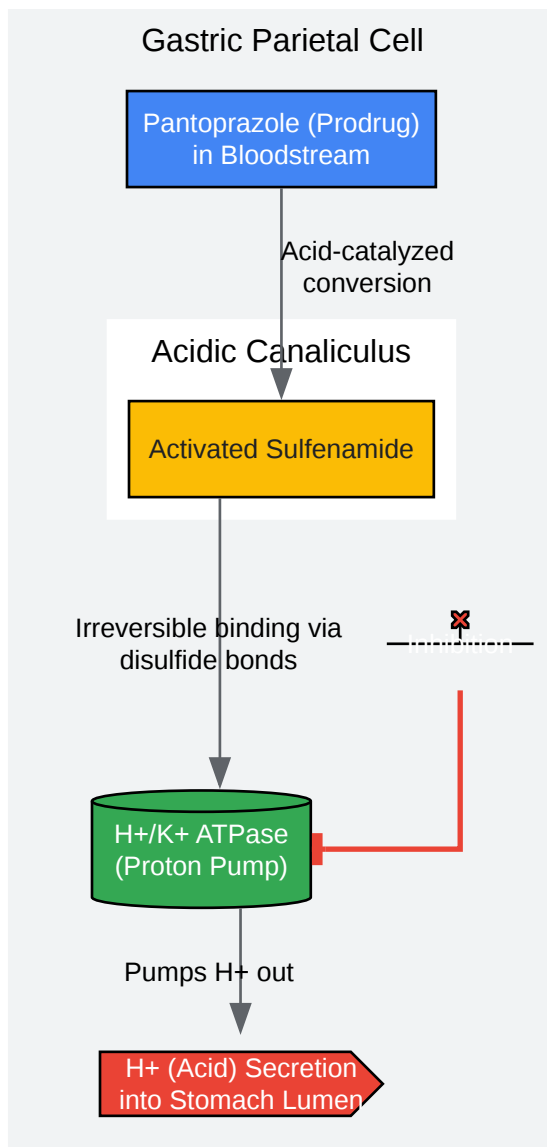 Gastric Parietal Cell
Pantoprazole (Prodrug)
in Bloodstream
Acid-catalyzed
conversion
Acidic Canaliculus
Activated Sulfenamide
Irreversible binding via
disulfide bonds
Inhibition
H+/K+ ATPase
(Proton Pump)
Pumps H+ out
H+ (Acid) Secretion
into Stomach Lumen